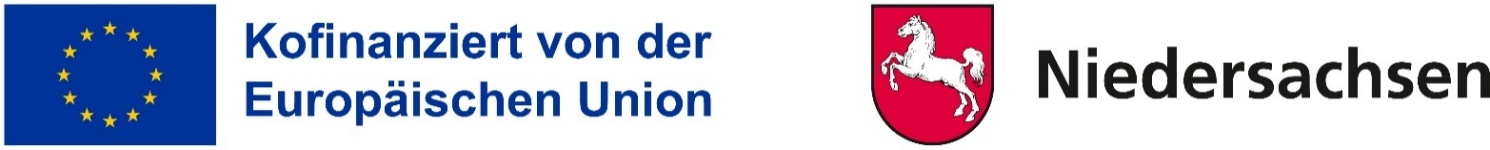 Kofinanziert von der
Europäischen Union
Niedersachsen